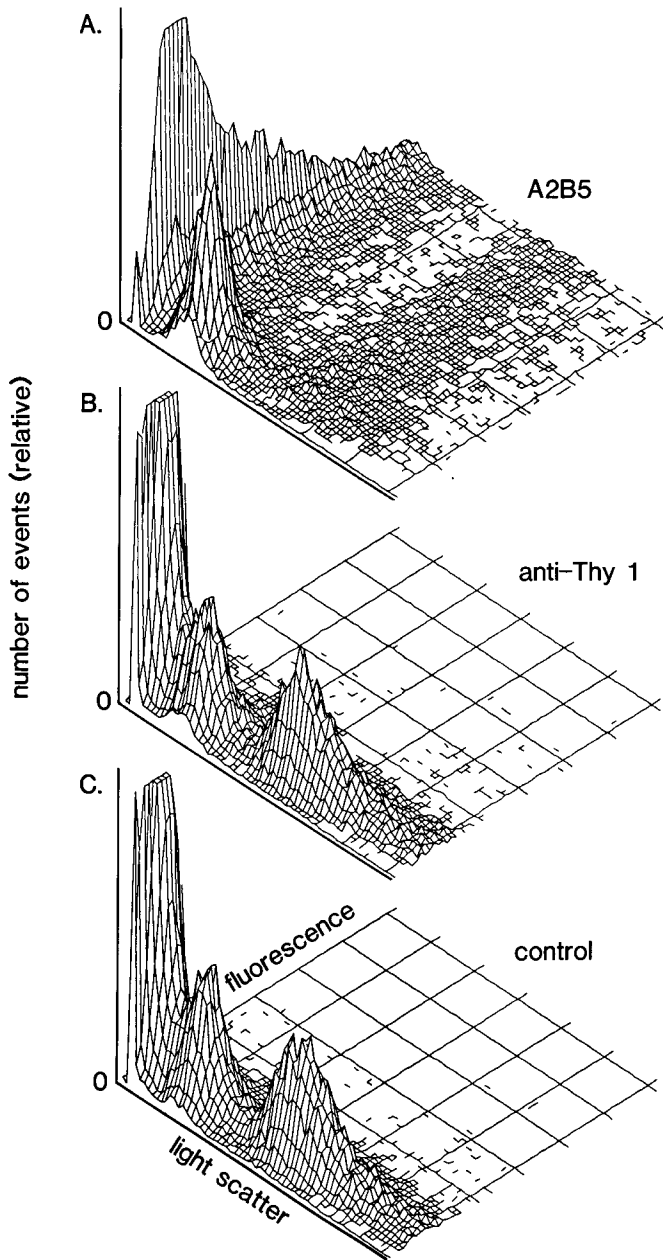 A.
A2B5
0
B.
anti-Thy 1
0
C.
control
fluorescence
0
light scatter
number of events (relative)